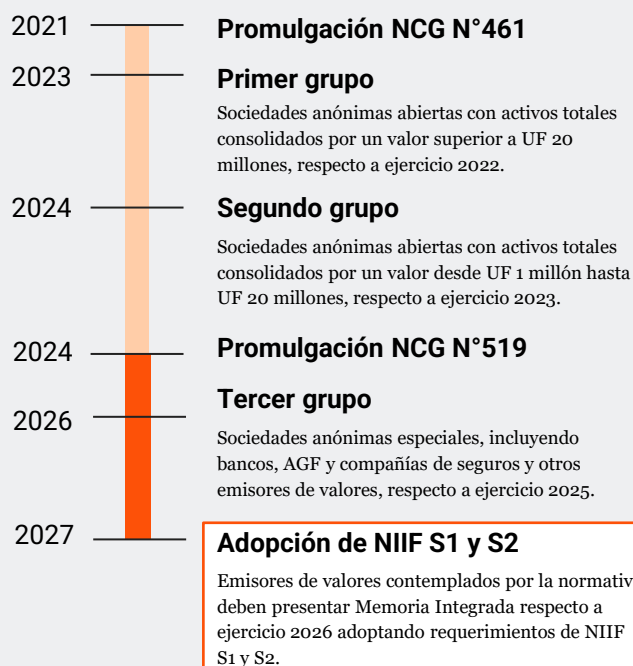 2021
Promulgación NCG N°461
2023
Primer grupo
Sociedades anónimas abiertas con activos totales
consolidados por un valor superior a UF 20
millones, respecto a ejercicio 2022.
2024
Segundo grupo
Sociedades anónimas abiertas con activos totales
consolidados por un valor desde UF 1 millón hasta
UF 20 millones, respecto a ejercicio 2023.
2024
Promulgación NCG N°519
2026
Tercer grupo
Sociedades anónimas especiales, incluyendo
bancos, AGF y compañías de seguros y otros
emisores de valores, respecto a ejercicio 2025.
2027
Adopción de NIIF S1 y S2
Emisores de valores contemplados por la normativ
deben presentar Memoria Integrada respecto a
ejercicio 2026 adoptando requerimientos de NIIF
S1 y S2.